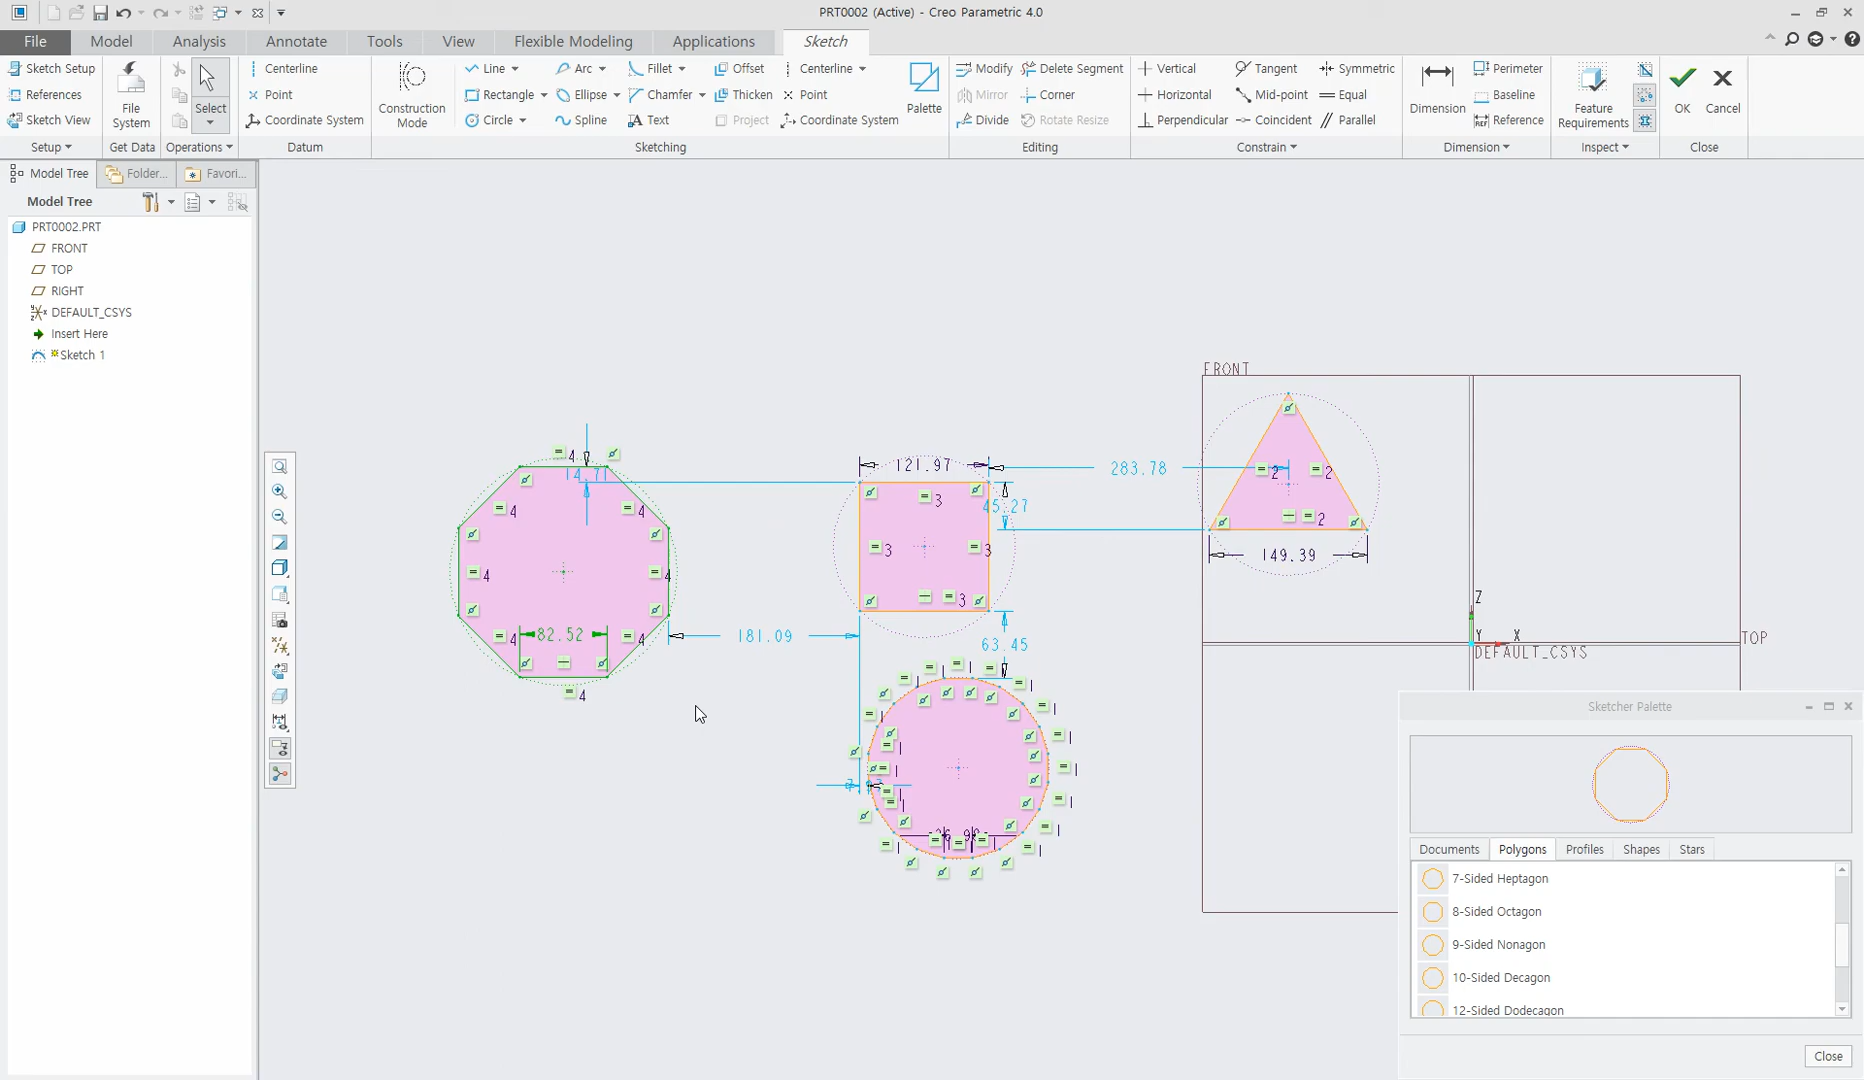 PRT0002 (Active) - Creo Parametric 4.0
File Model Analysis Annotate Tools View Flexible Modeling Applications Sketch
Sketch Setup
References
Sketch View
Setup
File System
Get Data
Select
Operations
Centerline
Point
Coordinate System
Datum
Construction Mode
Line Arc Fillet Offset Centerline
Rectangle Ellipse Chamfer Thicken Point
Circle Spline Text Project Coordinate System
Palette
Sketching
Modify Delete Segment
Mirror Corner
Divide Rotate Resize
Editing
Vertical Tangent Symmetric
Horizontal Mid-point Equal
Perpendicular Coincident Parallel
Constrain
Dimension
Perimeter
Baseline
Reference
Dimension
Feature Requirements
Inspect
OK
Cancel
Close
Model Tree Folder... Favori...
Model Tree
PRT0002.PRT
FRONT
TOP
RIGHT
DEFAULT_CSYS
Insert Here
Sketch 1
FRONT
121.97
283.78
14.71
45.27
149.39
82.52
181.09
63.45
Z
Y X
TOP
DEFAULT_CSYS
Sketcher Palette
Documents Polygons Profiles Shapes Stars
7-Sided Heptagon
8-Sided Octagon
9-Sided Nonagon
10-Sided Decagon
12-Sided Dodecagon
Close